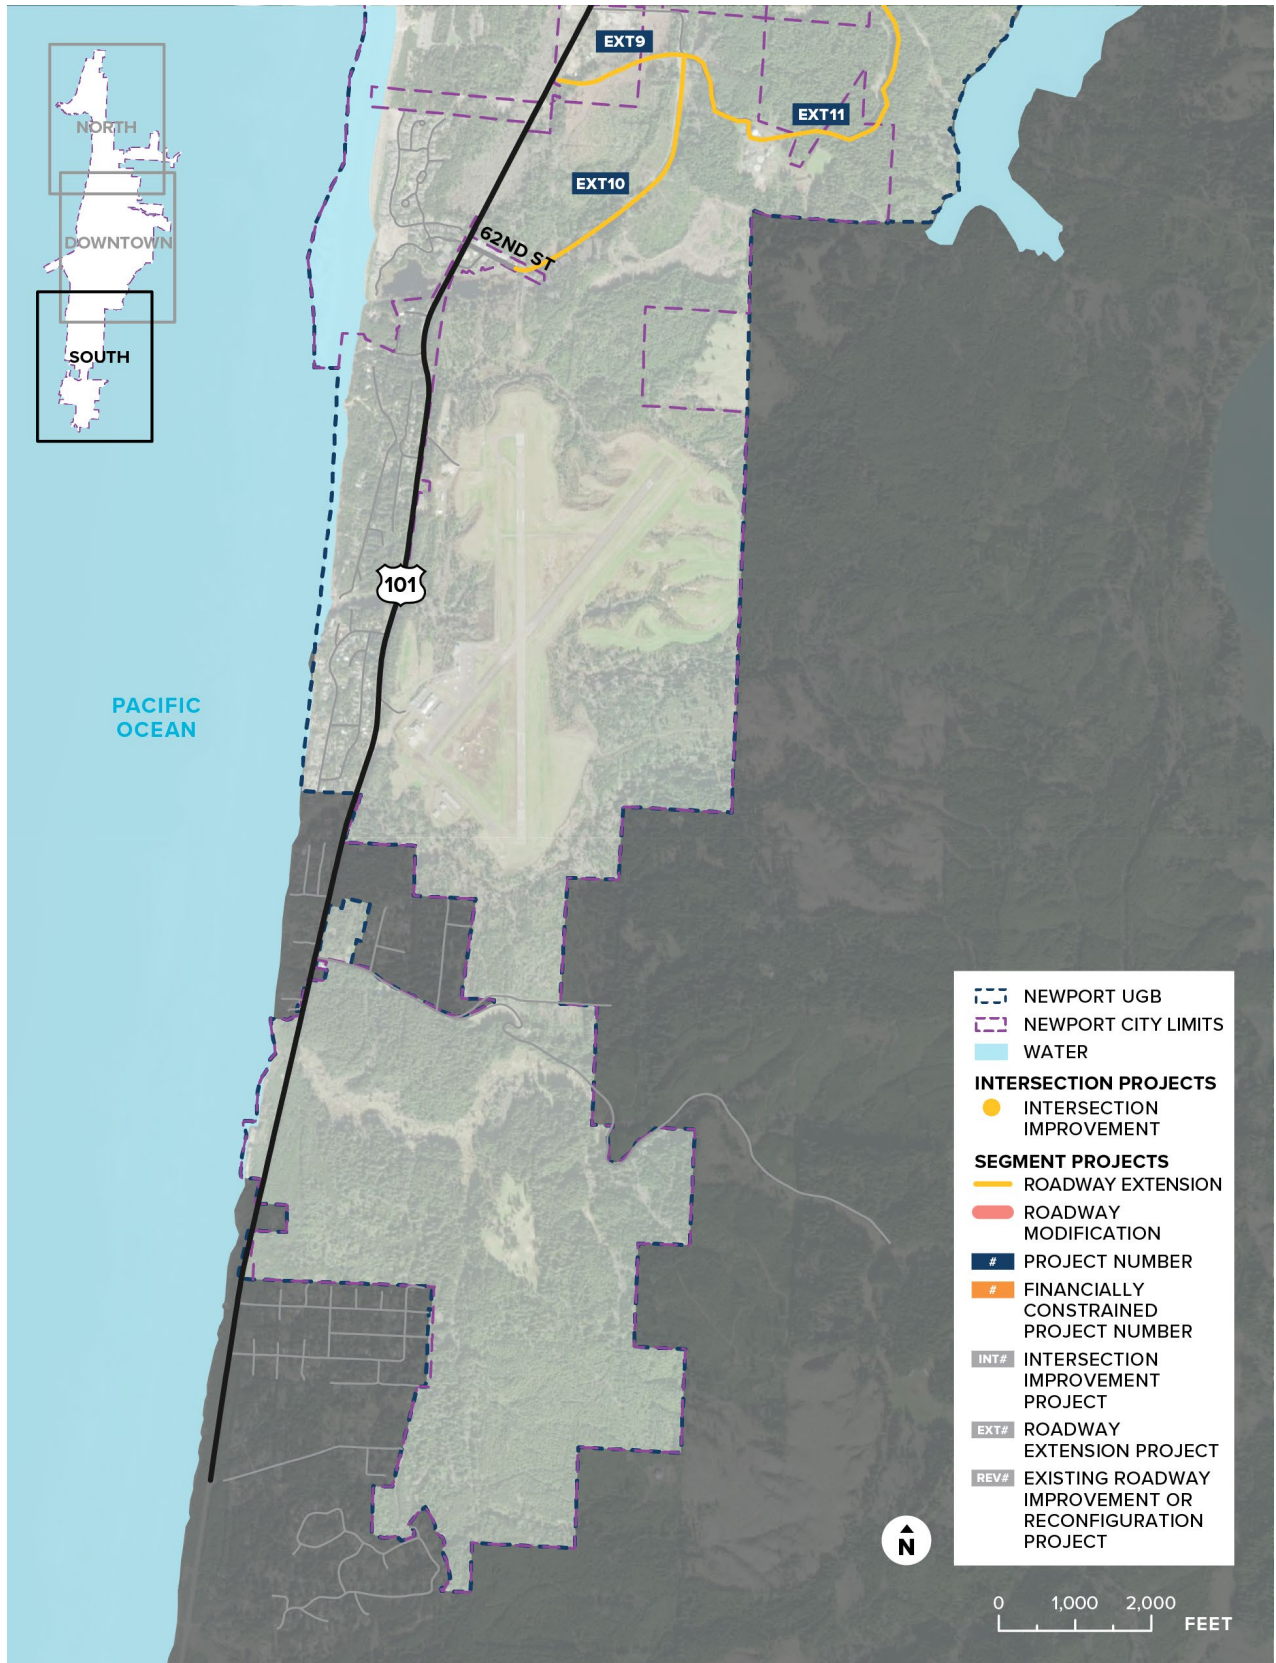 EXT9
EXT11
EXT10
62ND ST
NORTH
DOWNTOWN
SOUTH
101
PACIFIC
OCEAN
NEWPORT UGB
NEWPORT CITY LIMITS
WATER
INTERSECTION PROJECTS
INTERSECTION
IMPROVEMENT
SEGMENT PROJECTS
ROADWAY EXTENSION
ROADWAY
MODIFICATION
# PROJECT NUMBER
# FINANCIALLY
CONSTRAINED
PROJECT NUMBER
INT# INTERSECTION
IMPROVEMENT
PROJECT
EXT# ROADWAY
EXTENSION PROJECT
REV# EXISTING ROADWAY
IMPROVEMENT OR
RECONFIGURATION
PROJECT
N
0 1,000 2,000
FEET